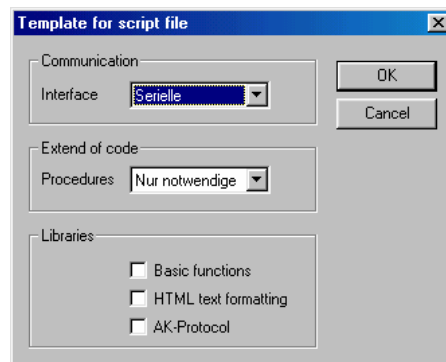 Template for script file
Communication
Interface Serielle
OK
Cancel
Extend of code
Procedures Nur notwendige
Libraries
Basic functions
HTML text formatting
AK-Protocol